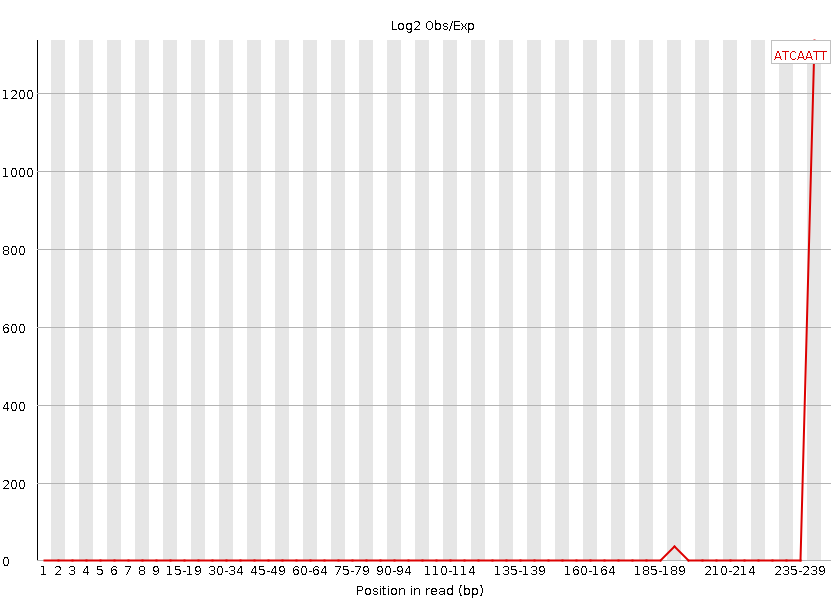 Log2 Obs/Exp
ATCAATT
1200
1000
800
600
400
200
0
1 2 3 4 5 6 7 8 9 15-19 30-34 45-49 60-64 75-79 90-94 110-114 135-139 160-164 185-189 210-214 235-239
Position in read (bp)